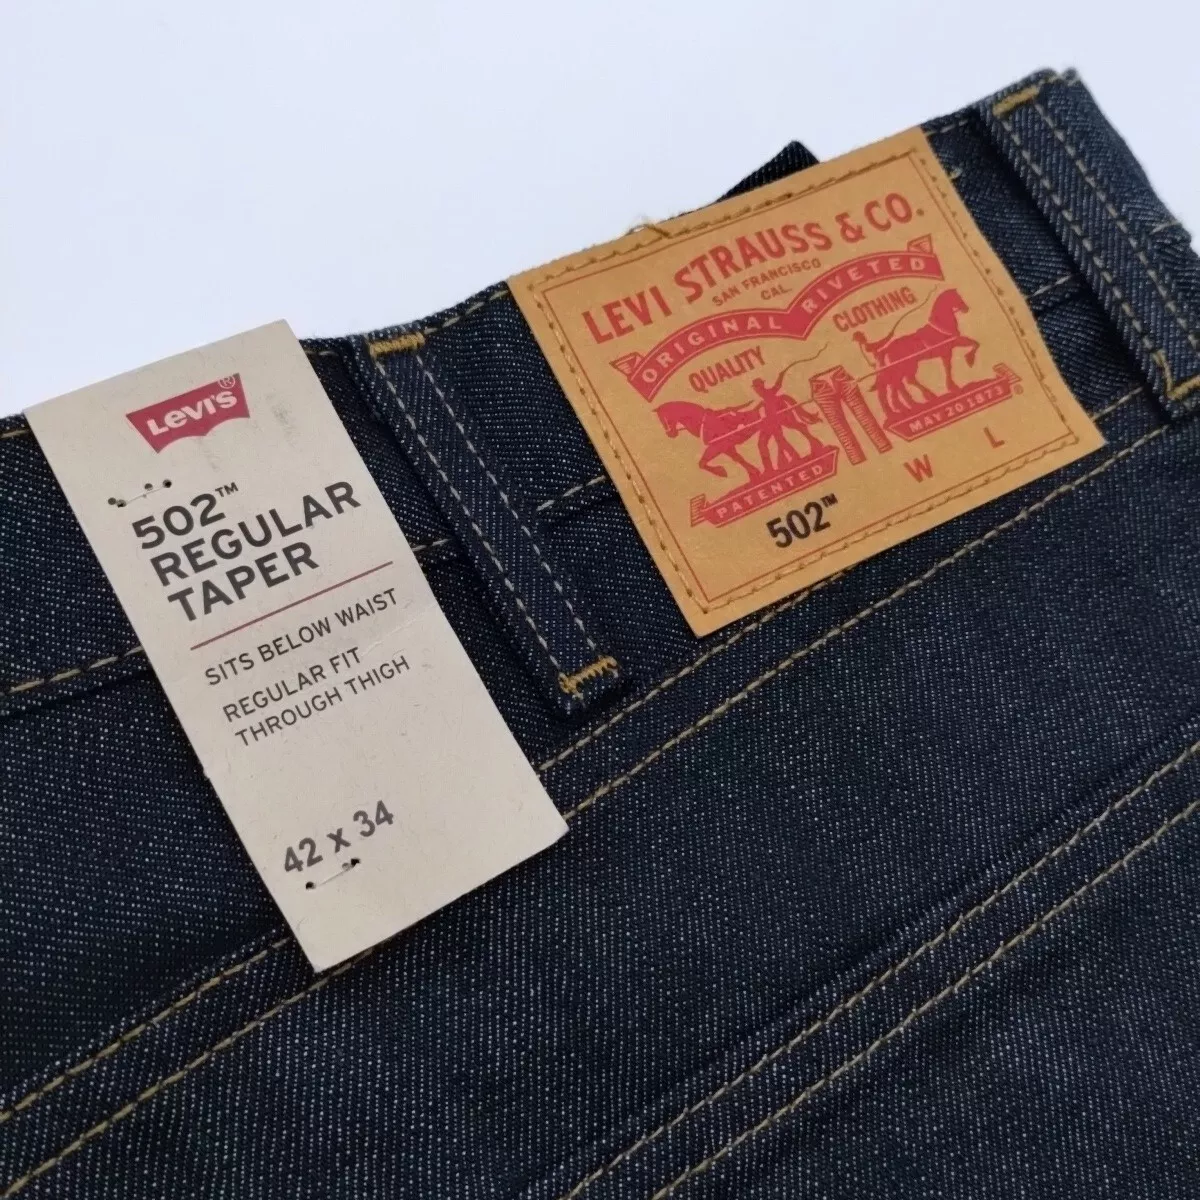 LEVI'S®
502™
REGULAR
TAPER
SITS BELOW WAIST
REGULAR FIT
THROUGH THIGH
42 x 34
LEVI STRAUSS & CO.
SAN FRANCISCO
CAL.
ORIGINAL RIVETED
QUALITY CLOTHING
PATENTED MAY 20 1873 ®
502™ W L